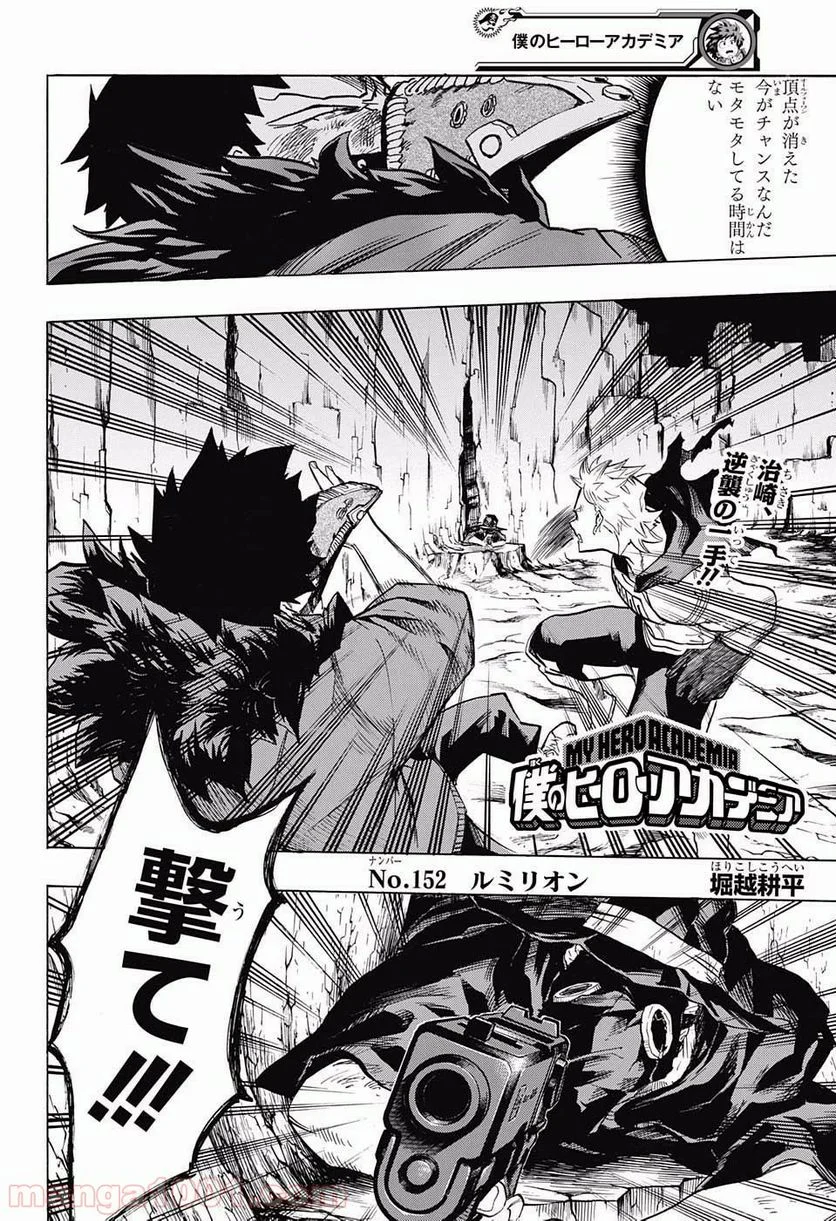 僕のヒーローアカデミア
頂点が消えた
今がチャンスなんだ
モタモタしてる時間は
ない
治崎、
逆襲の一手!!
MY HERO ACADEMIA
僕のヒーローアカデミア
No.152 ルミリオン
堀越耕平
撃て!!!